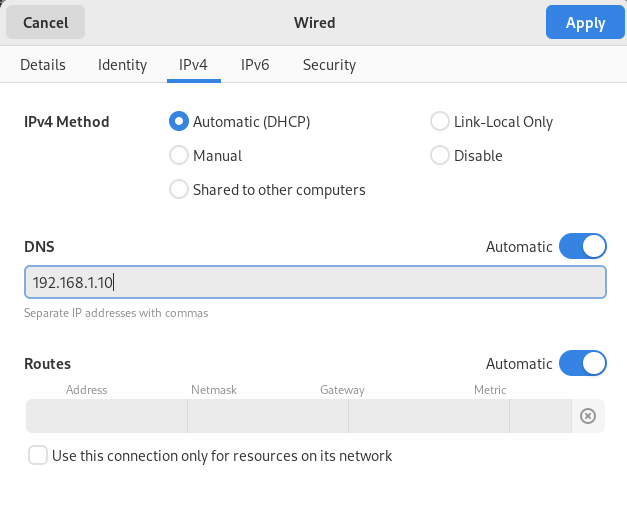 Cancel Wired Apply
Details Identity IPv4 IPv6 Security
IPv4 Method Automatic (DHCP) Link-Local Only
Manual Disable
Shared to other computers
DNS Automatic
192.168.1.10
Separate IP addresses with commas
Routes Automatic
Address Netmask Gateway Metric
Use this connection only for resources on its network